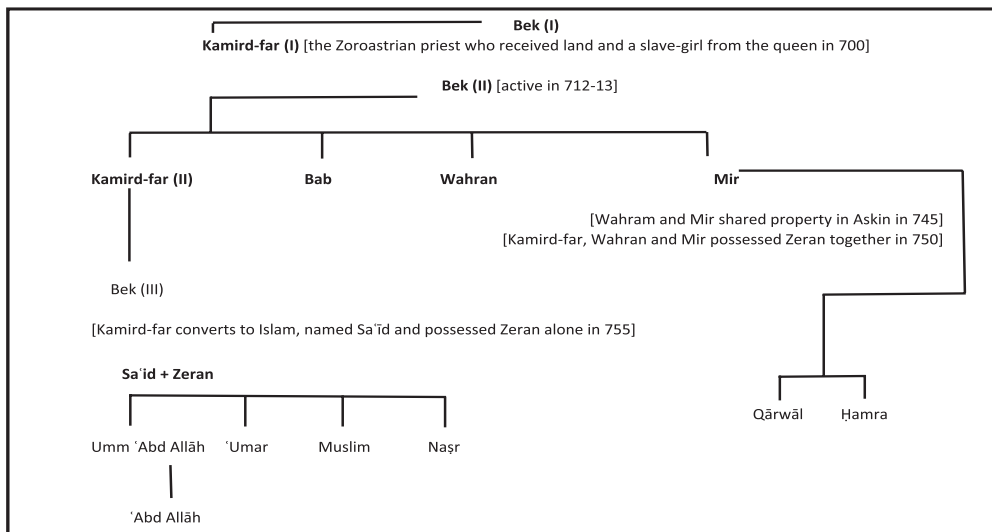 Bek (I)
Kamird-far (I) [the Zoroastrian priest who received land and a slave-girl from the queen in 700]
Bek (II) [active in 712-13]
Kamird-far (II) Bab Wahran Mir
[Wahram and Mir shared property in Askin in 745]
[Kamird-far, Wahran and Mir possessed Zeran together in 750]
Bek (III)
[Kamird-far converts to Islam, named Saʿīd and possessed Zeran alone in 755]
Saʿid + Zeran
Qārwāl Ḥamra
Umm ʿAbd Allāh ʿUmar Muslim Naṣr
ʿAbd Allāh